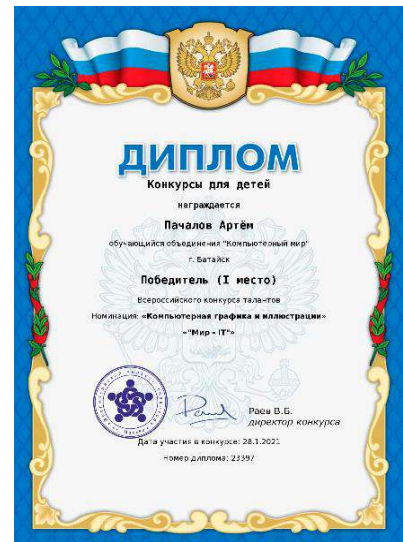 ДИПЛОМ
Конкурсы для детей
награждается
Пачалов Артём
обучающийся объединения "Компьютерный мир"
г. Батайск
Победитель (I место)
Всероссийского конкурса талантов
Номинация: «Компьютерная графика и иллюстрации»
«"Мир - IT"»
Раев В.Б.
директор конкурса
Дата участия в конкурсе: 28.1.2021
Номер диплома: 23397